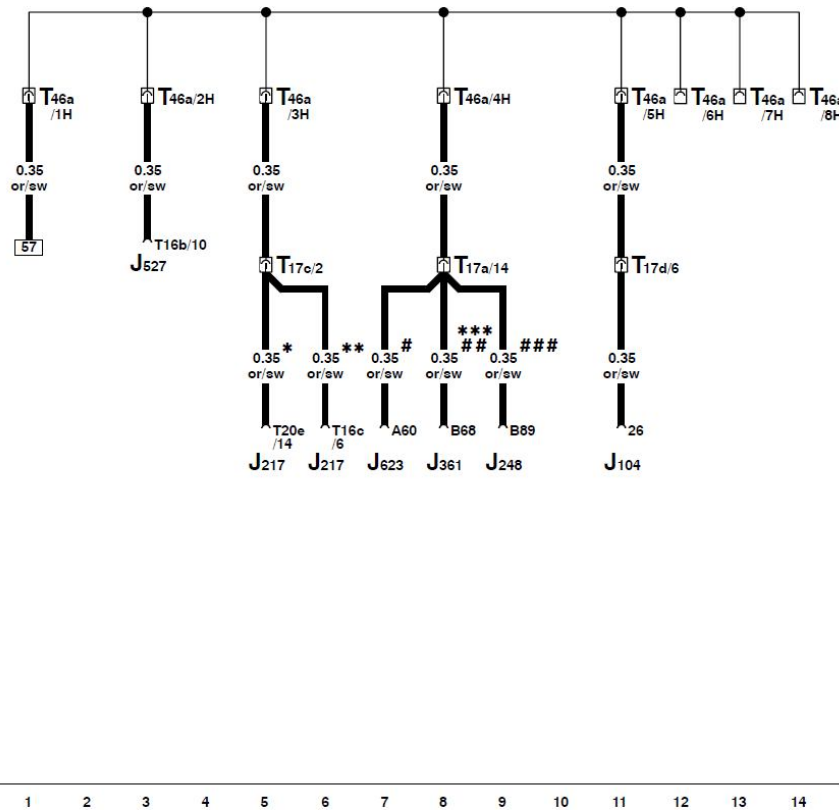 T46a
/1H
T46a/2H
T46a
/3H
T46a/4H
T46a
/5H
T46a
/6H
T46a
/7H
T46a
/8H
0.35
or/sw
0.35
or/sw
0.35
or/sw
0.35
or/sw
0.35
or/sw
57
T16b/10
J527
T17c/2
T17a/14
T17d/6
*
**
#
***
##
###
0.35
or/sw
0.35
or/sw
0.35
or/sw
0.35
or/sw
0.35
or/sw
0.35
or/sw
T20e
/14
T16c
/6
A60
B68
B89
26
J217
J217
J623
J361
J248
J104
1 2 3 4 5 6 7 8 9 10 11 12 13 14